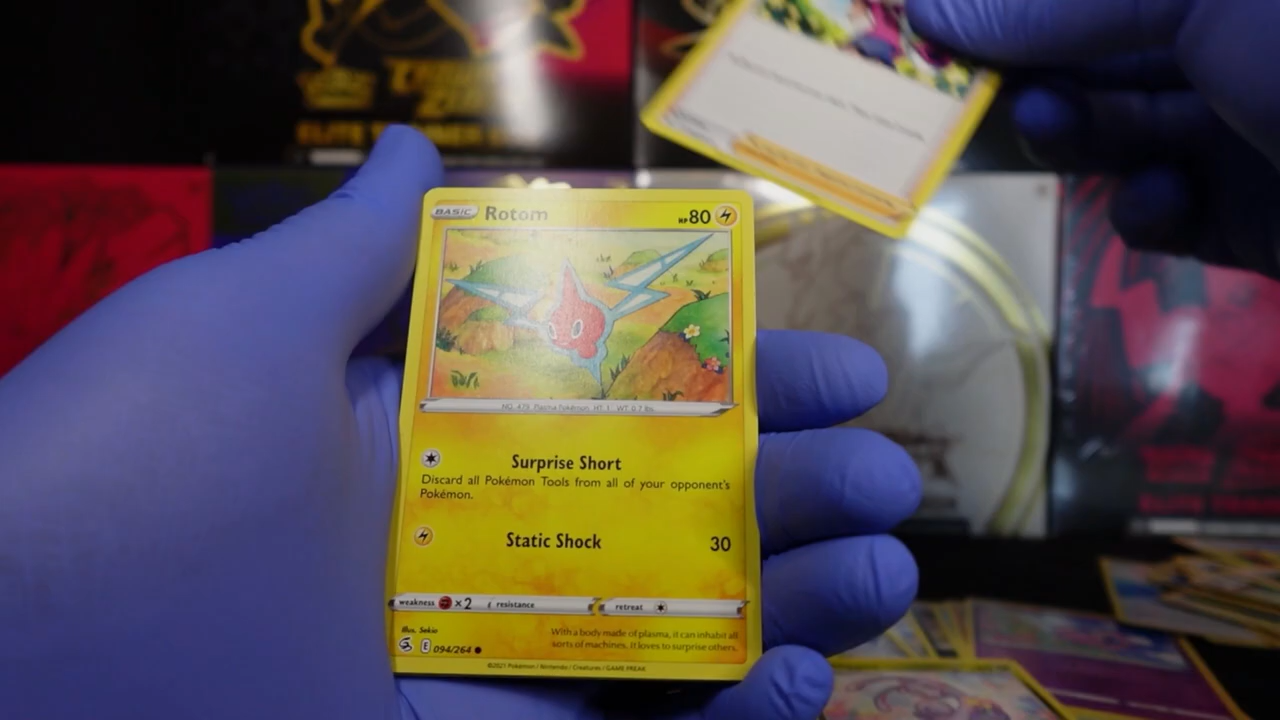 ELITE
BASIC Rotom HP80
NO. 479 Plasma Pokémon HT: 1' WT: 0.7 lbs.
Surprise Short
Discard all Pokémon Tools from all of your opponent's
Pokémon.
Static Shock 30
weakness ×2 resistance retreat
Illus. Sekio
E 094/264
With a body made of plasma, it can inhabit all
sorts of machines. It loves to surprise others.
©2021 Pokémon / Nintendo / Creatures / GAME FREAK